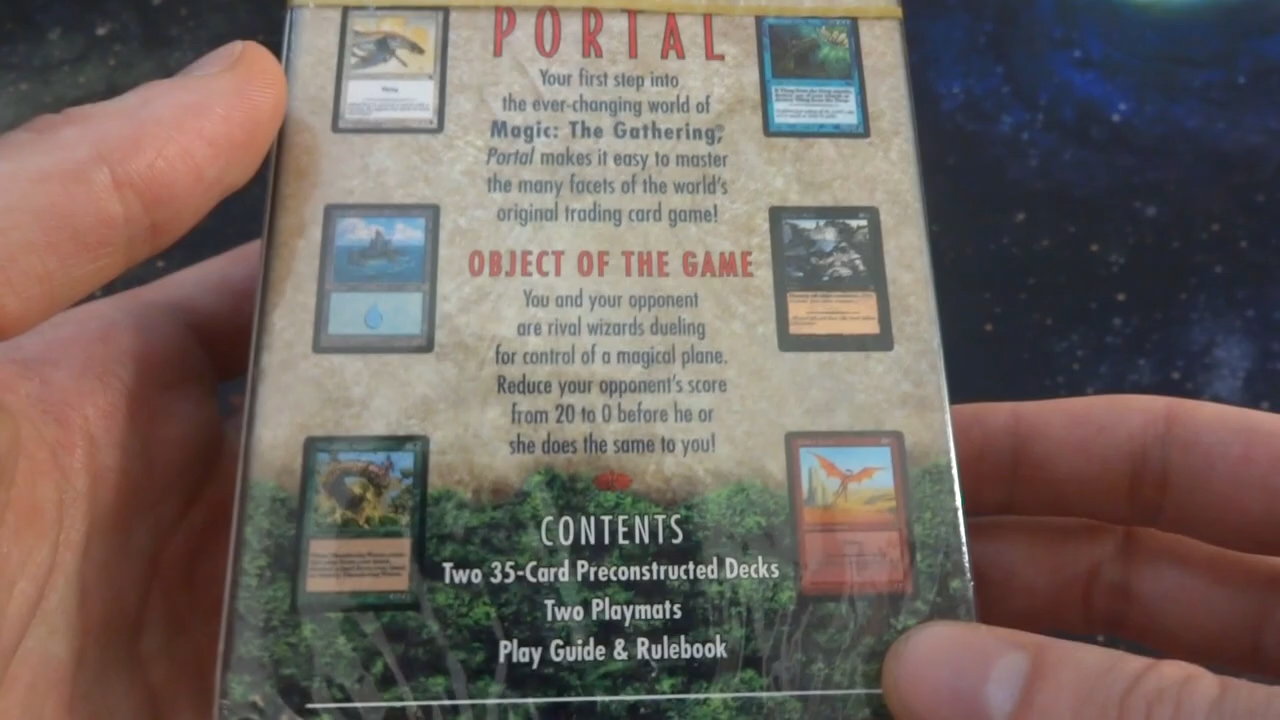 PORTAL
Your first step into
the ever-changing world of
Magic: The Gathering®,
Portal makes it easy to master
the many facets of the world's
original trading card game!
OBJECT OF THE GAME
You and your opponent
are rival wizards dueling
for control of a magical plane.
Reduce your opponent's score
from 20 to 0 before he or
she does the same to you!
CONTENTS
Two 35-Card Preconstructed Decks
Two Playmats
Play Guide & Rulebook